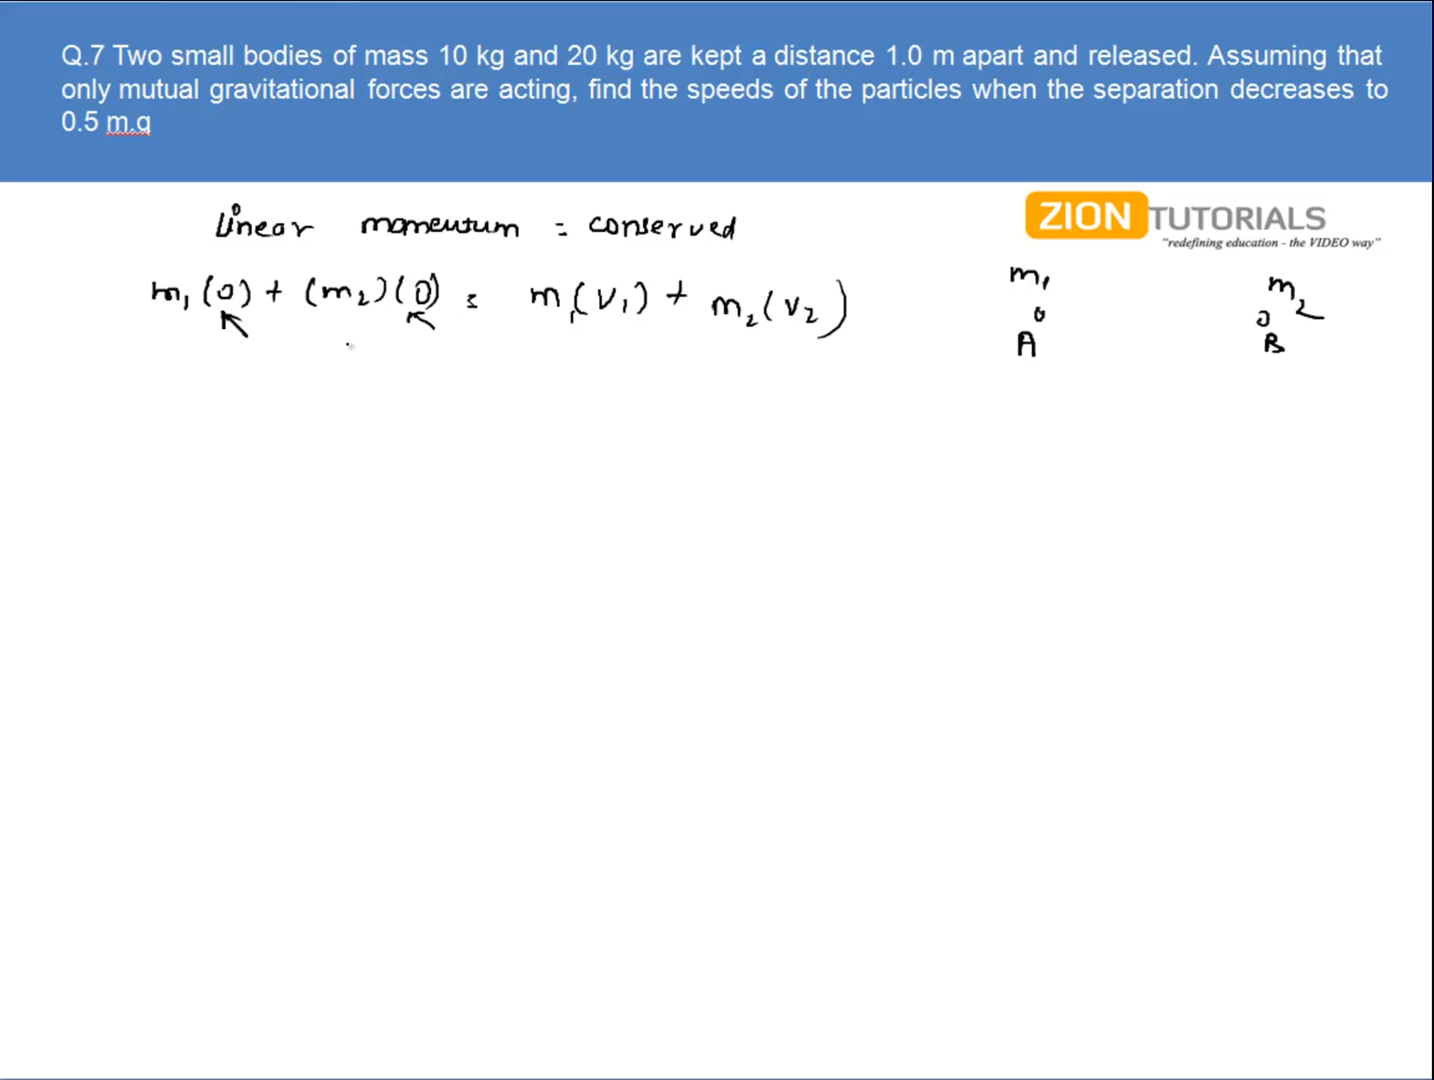 Q.7 Two small bodies of mass 10 kg and 20 kg are kept a distance 1.0 m apart and released. Assuming that
only mutual gravitational forces are acting, find the speeds of the particles when the separation decreases to
0.5 m.g
Linear momentum = conserved
ZION TUTORIALS
"redefining education - the VIDEO way"
m₁(0) + (m₂)(0) = m₁(v₁) + m₂(v₂)
m₁ m₂
A B